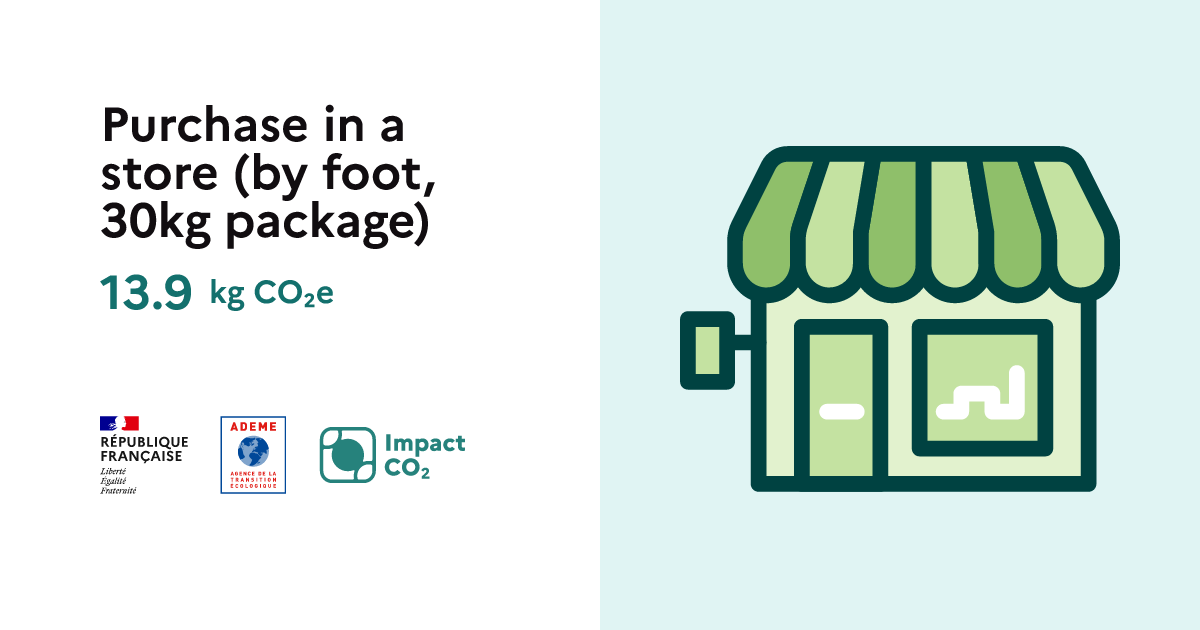 Purchase in a
store (by foot,
30kg package)
13.9 kg CO₂e
RÉPUBLIQUE
FRANÇAISE
Liberté
Égalité
Fraternité
ADEME
AGENCE DE LA
TRANSITION
ÉCOLOGIQUE
Impact
CO₂